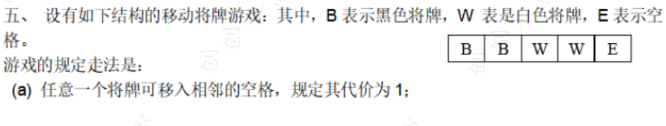 五、 设有如下结构的移动将牌游戏：其中，B 表示黑色将牌，W 表是白色将牌，E 表示空
格。
B B W W E
游戏的规定走法是：
(a) 任意一个将牌可移入相邻的空格，规定其代价为 1；